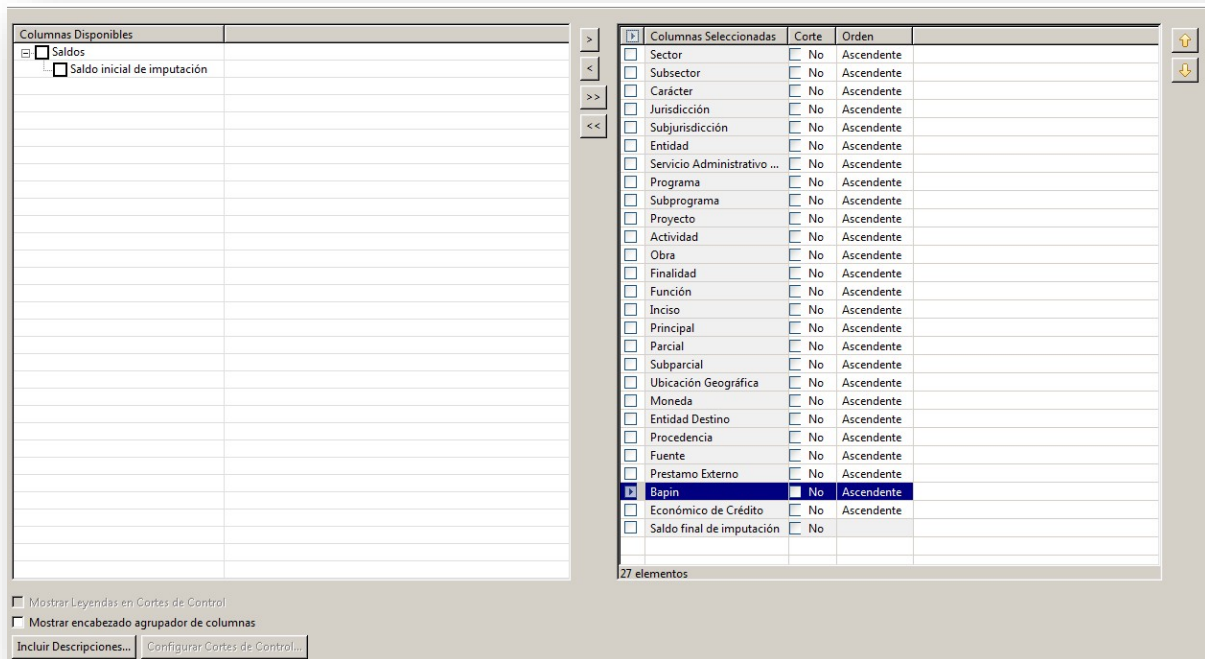 Columnas Disponibles
Saldos
Saldo inicial de imputación
>
<
>>
<<
Columnas Seleccionadas Corte Orden
Sector No Ascendente
Subsector No Ascendente
Carácter No Ascendente
Jurisdicción No Ascendente
Subjurisdicción No Ascendente
Entidad No Ascendente
Servicio Administrativo ... No Ascendente
Programa No Ascendente
Subprograma No Ascendente
Proyecto No Ascendente
Actividad No Ascendente
Obra No Ascendente
Finalidad No Ascendente
Función No Ascendente
Inciso No Ascendente
Principal No Ascendente
Parcial No Ascendente
Subparcial No Ascendente
Ubicación Geográfica No Ascendente
Moneda No Ascendente
Entidad Destino No Ascendente
Procedencia No Ascendente
Fuente No Ascendente
Prestamo Externo No Ascendente
Bapin No Ascendente
Económico de Crédito No Ascendente
Saldo final de imputación No
27 elementos
Mostrar Leyendas en Cortes de Control
Mostrar encabezado agrupador de columnas
Incluir Descripciones... Configurar Cortes de Control...